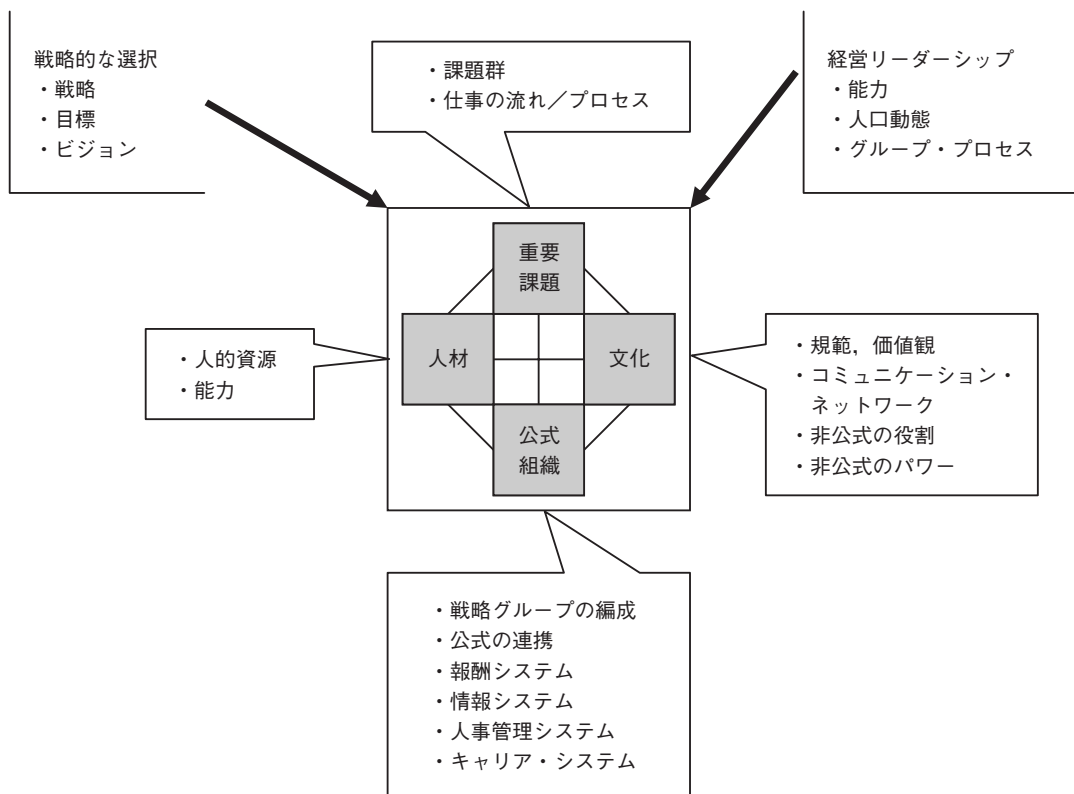 戦略的な選択
・戦略
・目標
・ビジョン
・課題群
・仕事の流れ／プロセス
経営リーダーシップ
・能力
・人口動態
・グループ・プロセス
重要
課題
人材
文化
公式
組織
・人的資源
・能力
・規範，価値観
・コミュニケーション・
ネットワーク
・非公式の役割
・非公式のパワー
・戦略グループの編成
・公式の連携
・報酬システム
・情報システム
・人事管理システム
・キャリア・システム